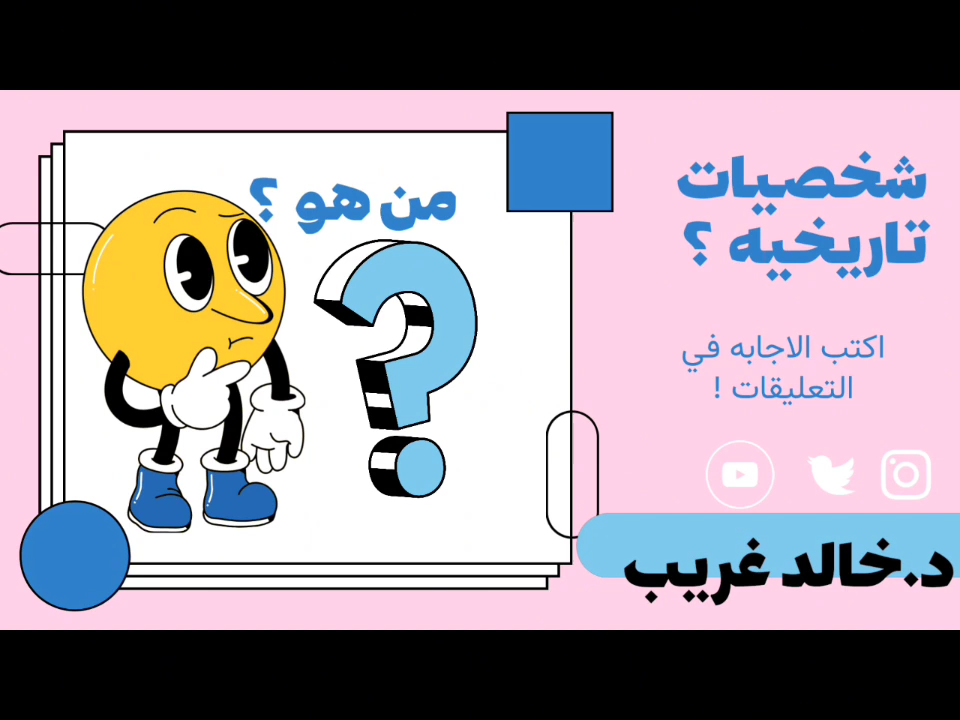 شخصيات
تاريخيه ؟
من هو ؟
اكتب الاجابه في
التعليقات !
د.خالد غريب